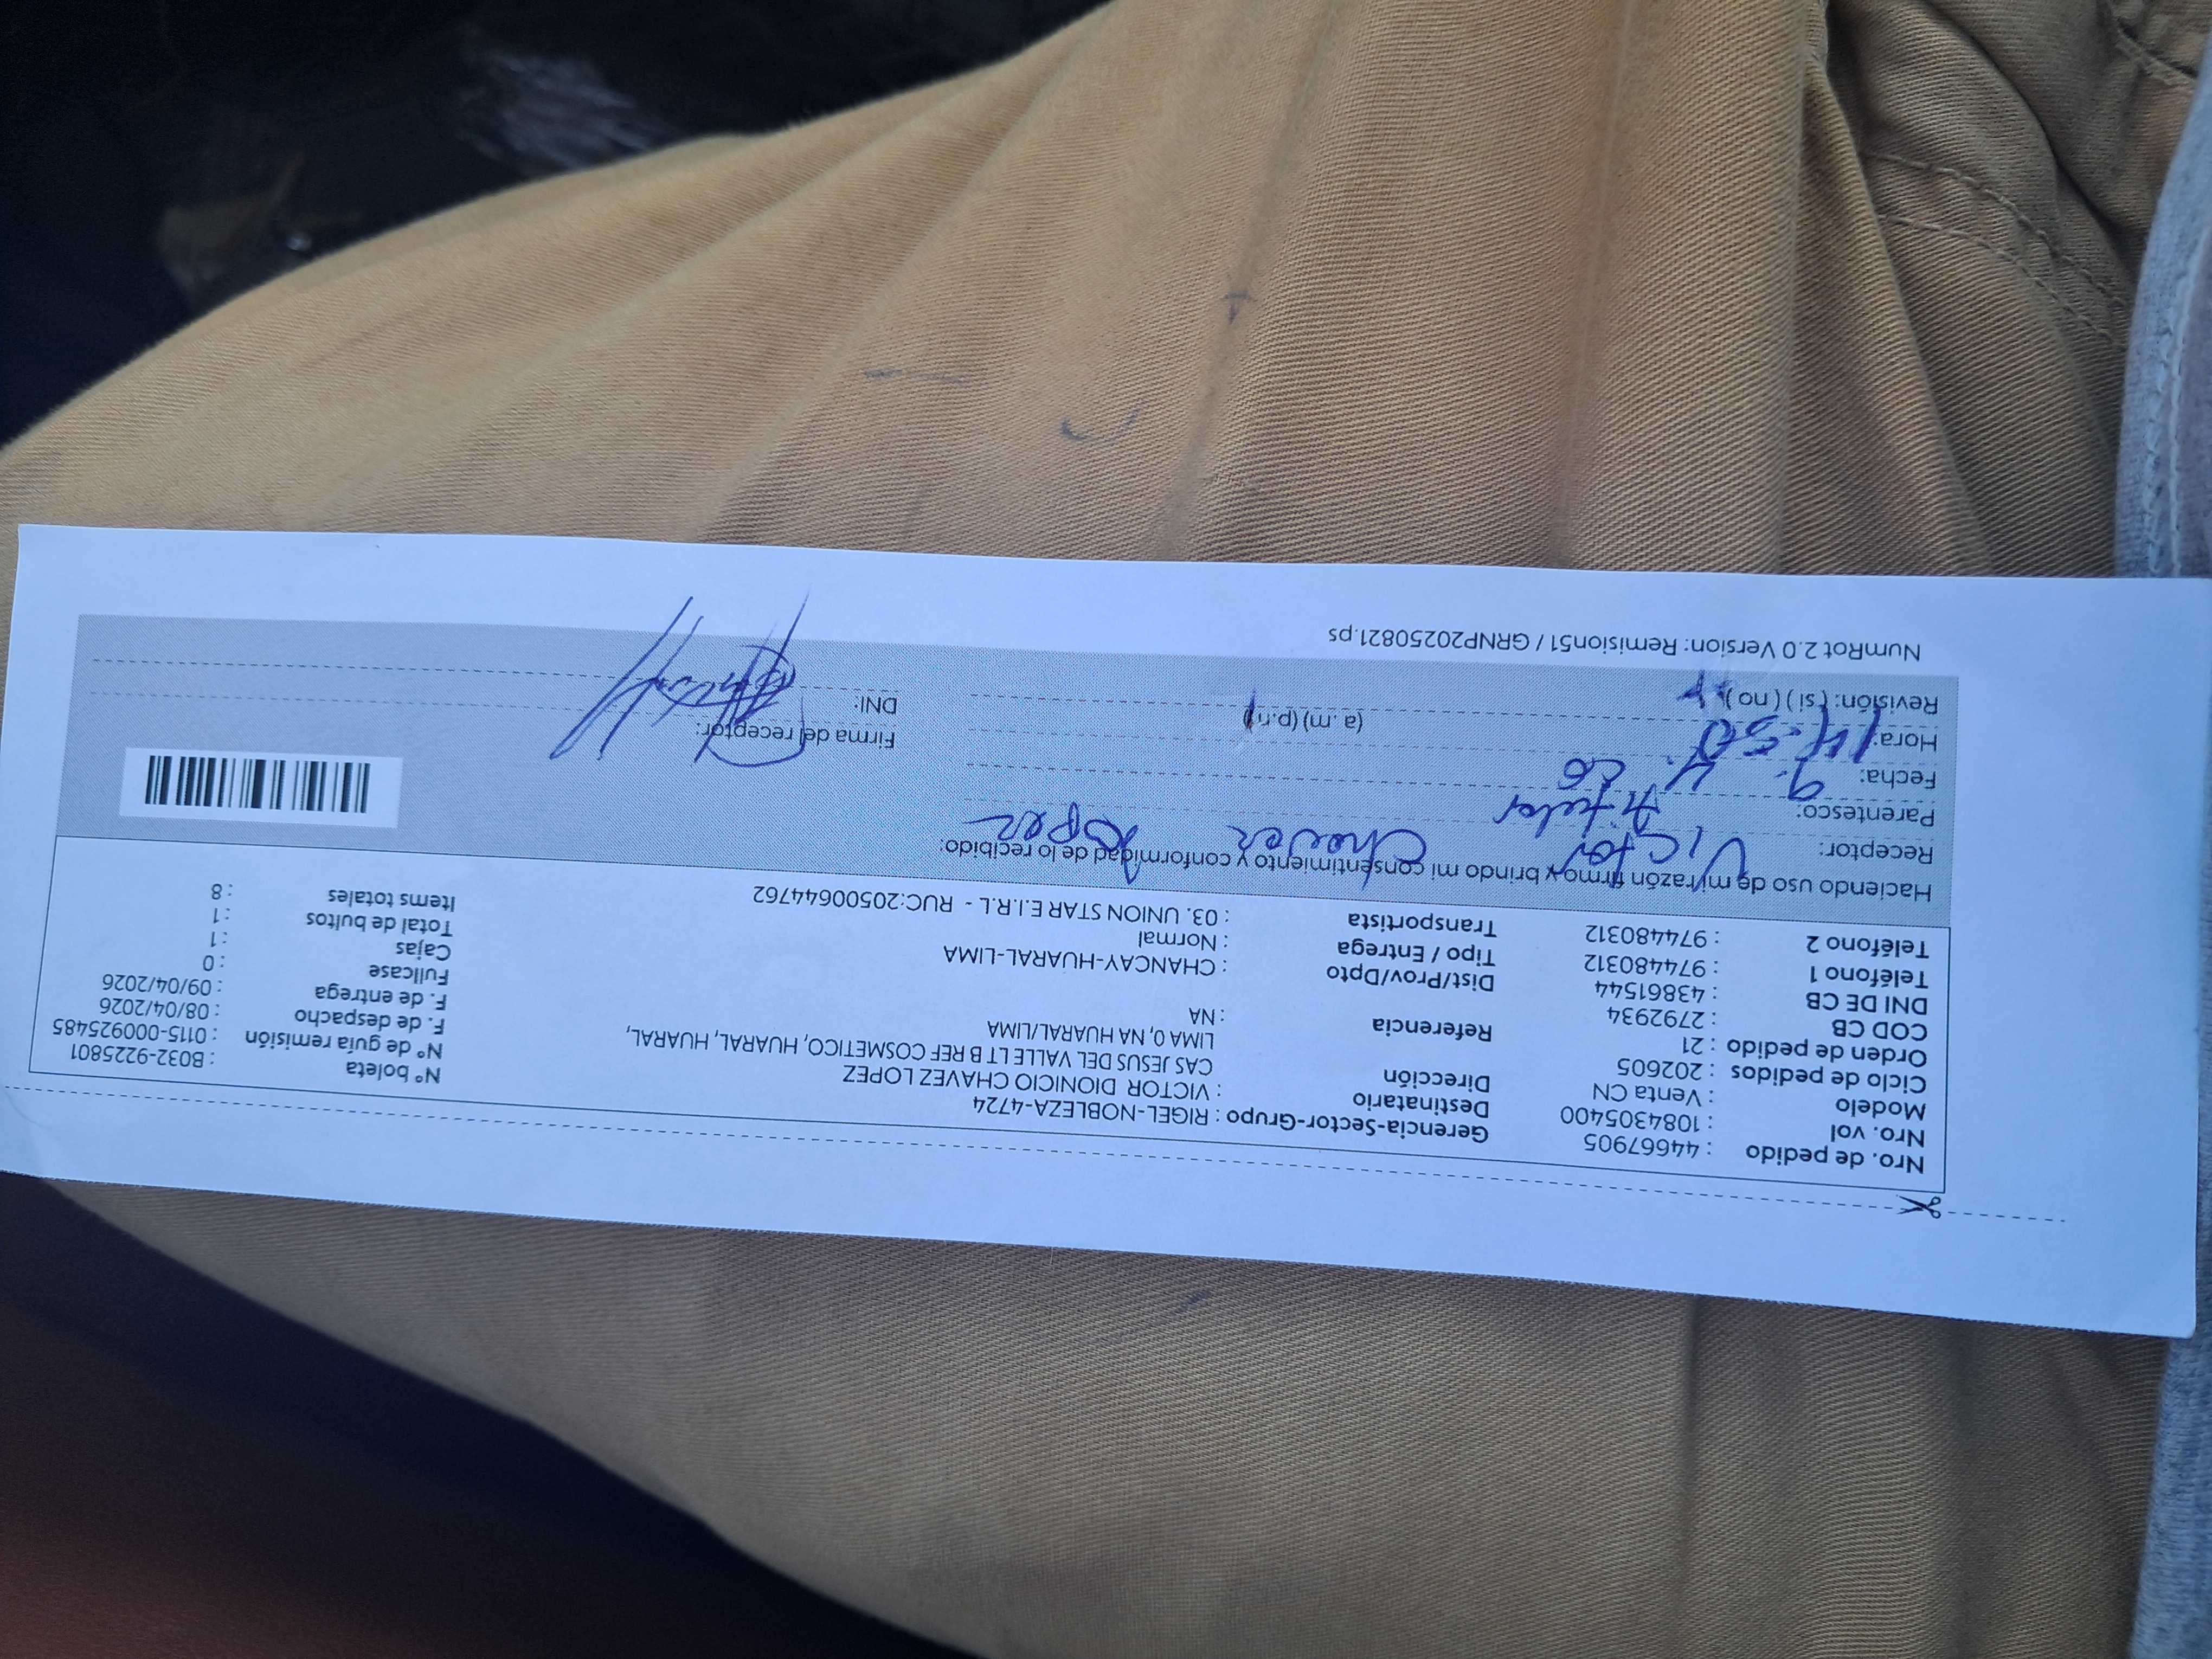 Nro. de pedido : 44667905
Nro. vol : 1084305400
Modelo : Venta CN
Ciclo de pedidos : 202605
Orden de pedido : 21
COD CB : 2792934
DNI DE CB : 43861544
Teléfono 1 : 974480312
Teléfono 2 : 974480312
Gerencia-Sector-Grupo : RIGEL-NOBLEZA-4724
Destinatario : VICTOR DIONICIO CHAVEZ LOPEZ
Dirección CAS JESUS DEL VALLE LT B REF COSMETICO, HUARAL, HUARAL,
LIMA 0, NA HUARAL/LIMA
Referencia : NA
Dist/Prov/Dpto : CHANCAY-HUARAL-LIMA
Tipo / Entrega : Normal
Transportista : 03. UNION STAR E.I.R.L - RUC:20500644762
N° boleta : B032-9225801
N° de guía remisión : 0115-000925485
F. de despacho : 08/04/2026
F. de entrega : 09/04/2026
Fullcase : 0
Cajas : 1
Total de bultos : 1
Items totales : 8
Haciendo uso de mi razón firmo y brindo mi consentimiento y conformidad de lo recibido:
Receptor: Victor Chavez Lopez
Parentesco: Titular
Fecha: 9. 4.
Hora: 14:50 (a. m) (p.m)
Revisión: ( si ) ( no )
Firma del receptor:
DNI:
NumRot 2.0 Version: Remision51 / GRNP20250821.ps